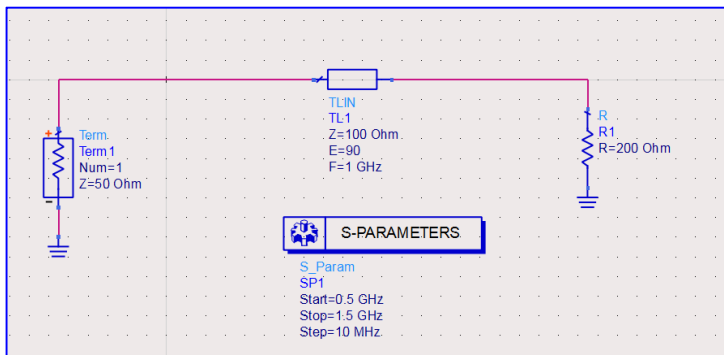 TLIN
TL1
Z=100 Ohm
E=90
F=1 GHz
R
R1
R=200 Ohm
+
Term
Term1
Num=1
Z=50 Ohm
-
S-PARAMETERS
S_Param
SP1
Start=0.5 GHz
Stop=1.5 GHz
Step=10 MHz